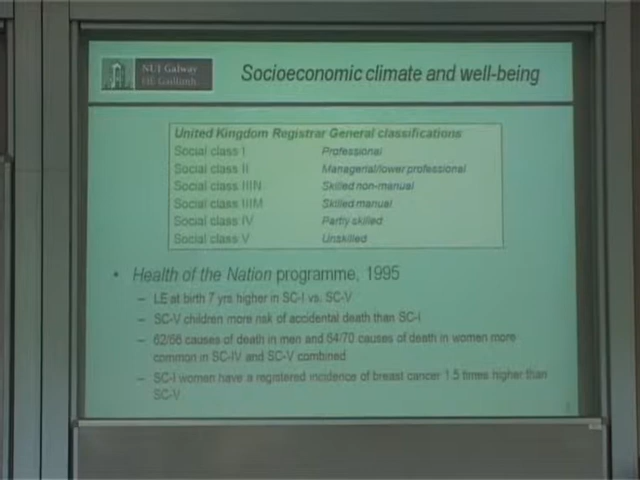 NUI Galway
OÉ Gaillimh
Socioeconomic climate and well-being
United Kingdom Registrar General classifications
Social class I Professional
Social class II Managerial/lower professional
Social class IIIN Skilled non-manual
Social class IIIM Skilled manual
Social class IV Partly skilled
Social class V Unskilled
• Health of the Nation programme, 1995
– LE at birth 7 yrs higher in SC-I vs. SC-V
– SC-V children more risk of accidental death than SC-I
– 62/66 causes of death in men and 64/70 causes of death in women more
common in SC-IV and SC-V combined
– SC-I women have a registered incidence of breast cancer 1.5 times higher than
SC-V